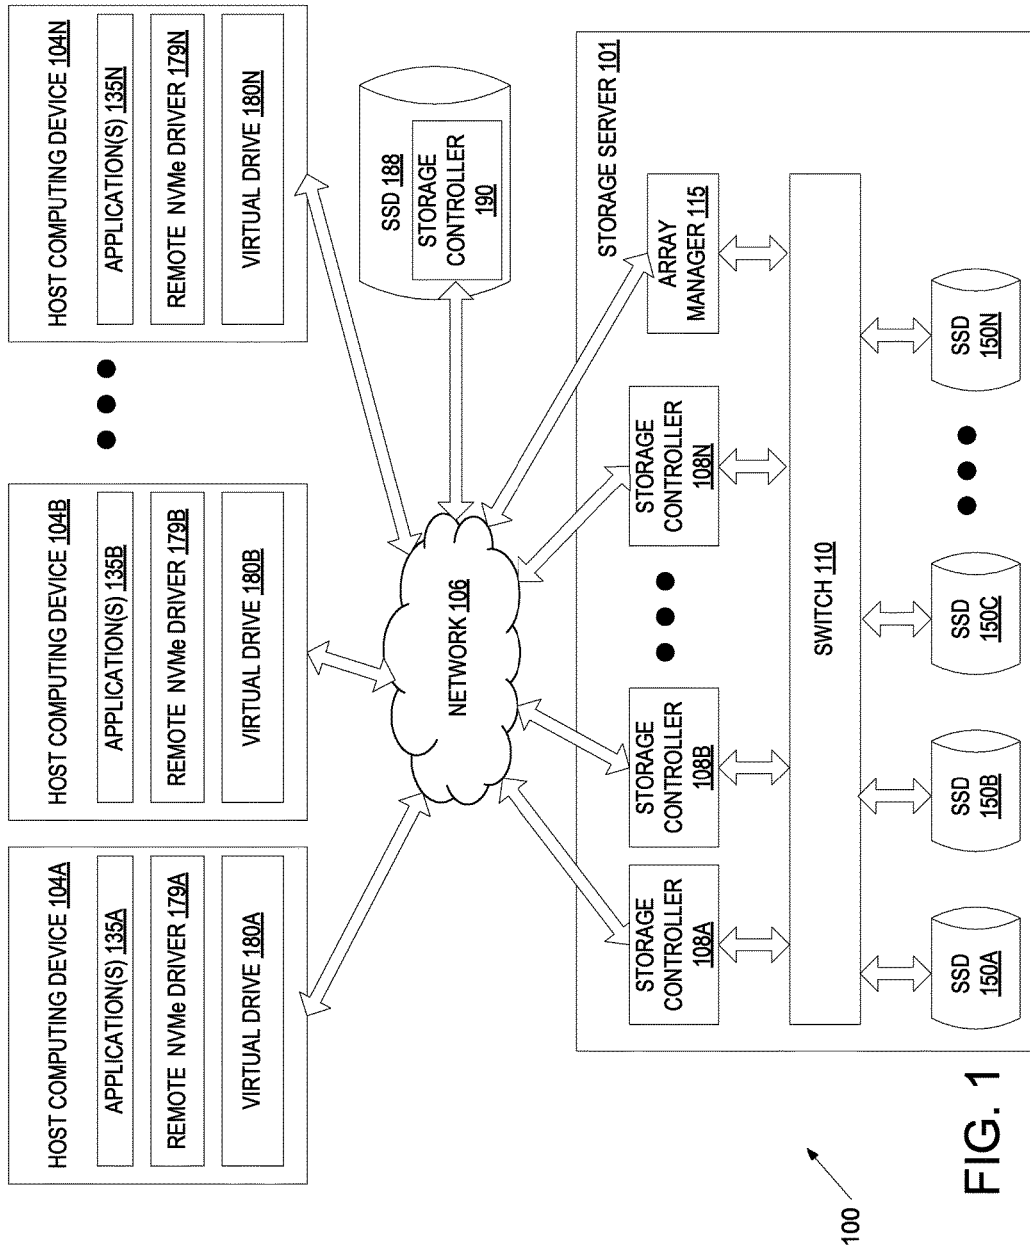 HOST COMPUTING DEVICE 104A
APPLICATION(S) 135A
REMOTE NVMe DRIVER 179A
VIRTUAL DRIVE 180A
HOST COMPUTING DEVICE 104B
APPLICATION(S) 135B
REMOTE NVMe DRIVER 179B
VIRTUAL DRIVE 180B
HOST COMPUTING DEVICE 104N
APPLICATION(S) 135N
REMOTE NVMe DRIVER 179N
VIRTUAL DRIVE 180N
NETWORK 106
SSD 188
STORAGE
CONTROLLER
190
STORAGE SERVER 101
STORAGE
CONTROLLER
108A
STORAGE
CONTROLLER
108B
STORAGE
CONTROLLER
108N
ARRAY
MANAGER 115
SWITCH 110
SSD
150A
SSD
150B
SSD
150C
SSD
150N
100
FIG. 1